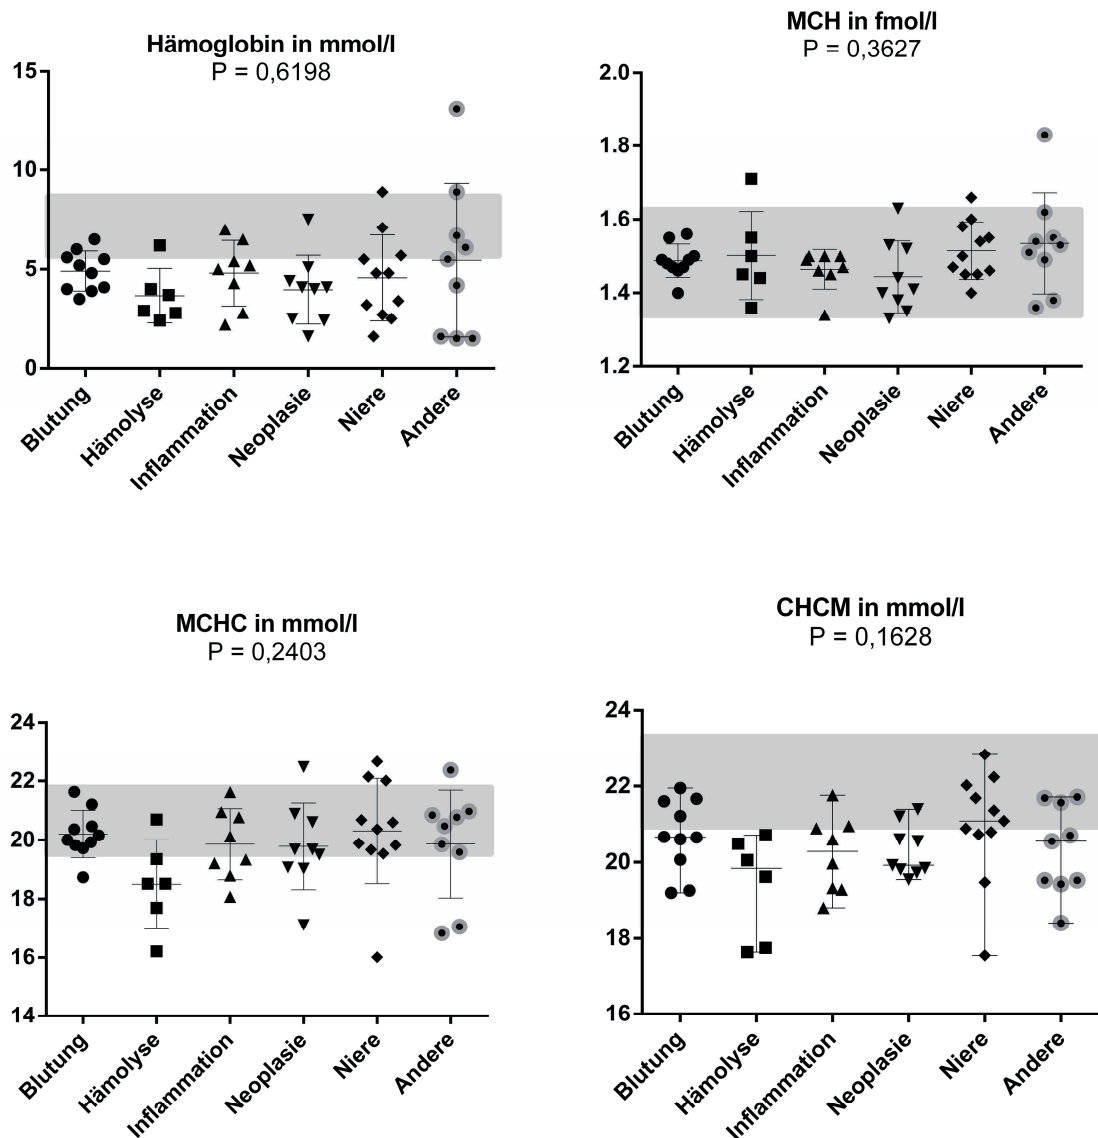 Hämoglobin in mmol/l
P = 0,6198
15
10
5
0
Blutung
Hämolyse
Inflammation
Neoplasie
Niere
Andere
MCH in fmol/l
P = 0,3627
2.0
1.8
1.6
1.4
1.2
Blutung
Hämolyse
Inflammation
Neoplasie
Niere
Andere
MCHC in mmol/l
P = 0,2403
24
22
20
18
16
14
Blutung
Hämolyse
Inflammation
Neoplasie
Niere
Andere
CHCM in mmol/l
P = 0,1628
24
22
20
18
16
Blutung
Hämolyse
Inflammation
Neoplasie
Niere
Andere